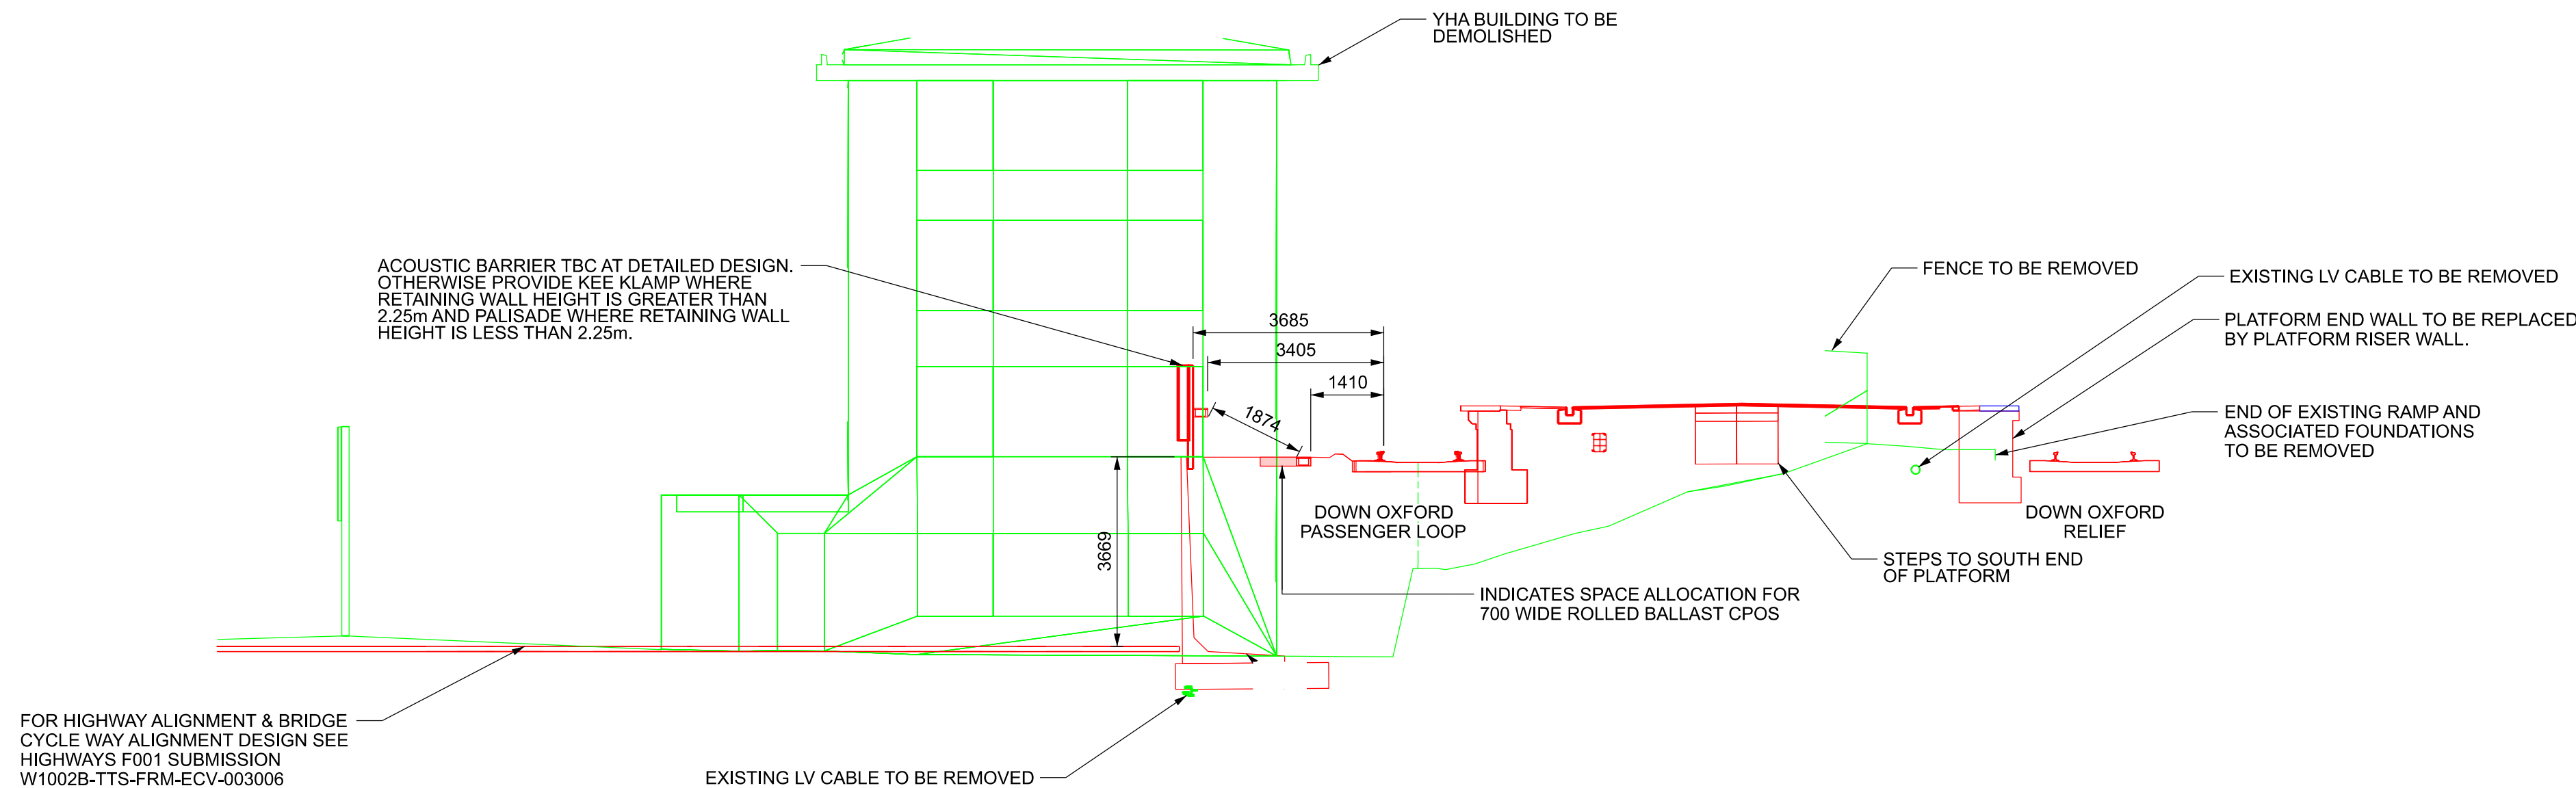 YHA BUILDING TO BE
DEMOLISHED
ACOUSTIC BARRIER TBC AT DETAILED DESIGN.
OTHERWISE PROVIDE KEE KLAMP WHERE
RETAINING WALL HEIGHT IS GREATER THAN
2.25m AND PALISADE WHERE RETAINING WALL
HEIGHT IS LESS THAN 2.25m.
FENCE TO BE REMOVED
EXISTING LV CABLE TO BE REMOVED
PLATFORM END WALL TO BE REPLACED
BY PLATFORM RISER WALL.
3685
3405
1410
1874
END OF EXISTING RAMP AND
ASSOCIATED FOUNDATIONS
TO BE REMOVED
DOWN OXFORD
PASSENGER LOOP
DOWN OXFORD
RELIEF
3669
STEPS TO SOUTH END
OF PLATFORM
INDICATES SPACE ALLOCATION FOR
700 WIDE ROLLED BALLAST CPOS
FOR HIGHWAY ALIGNMENT & BRIDGE
CYCLE WAY ALIGNMENT DESIGN SEE
HIGHWAYS F001 SUBMISSION
W1002B-TTS-FRM-ECV-003006
EXISTING LV CABLE TO BE REMOVED